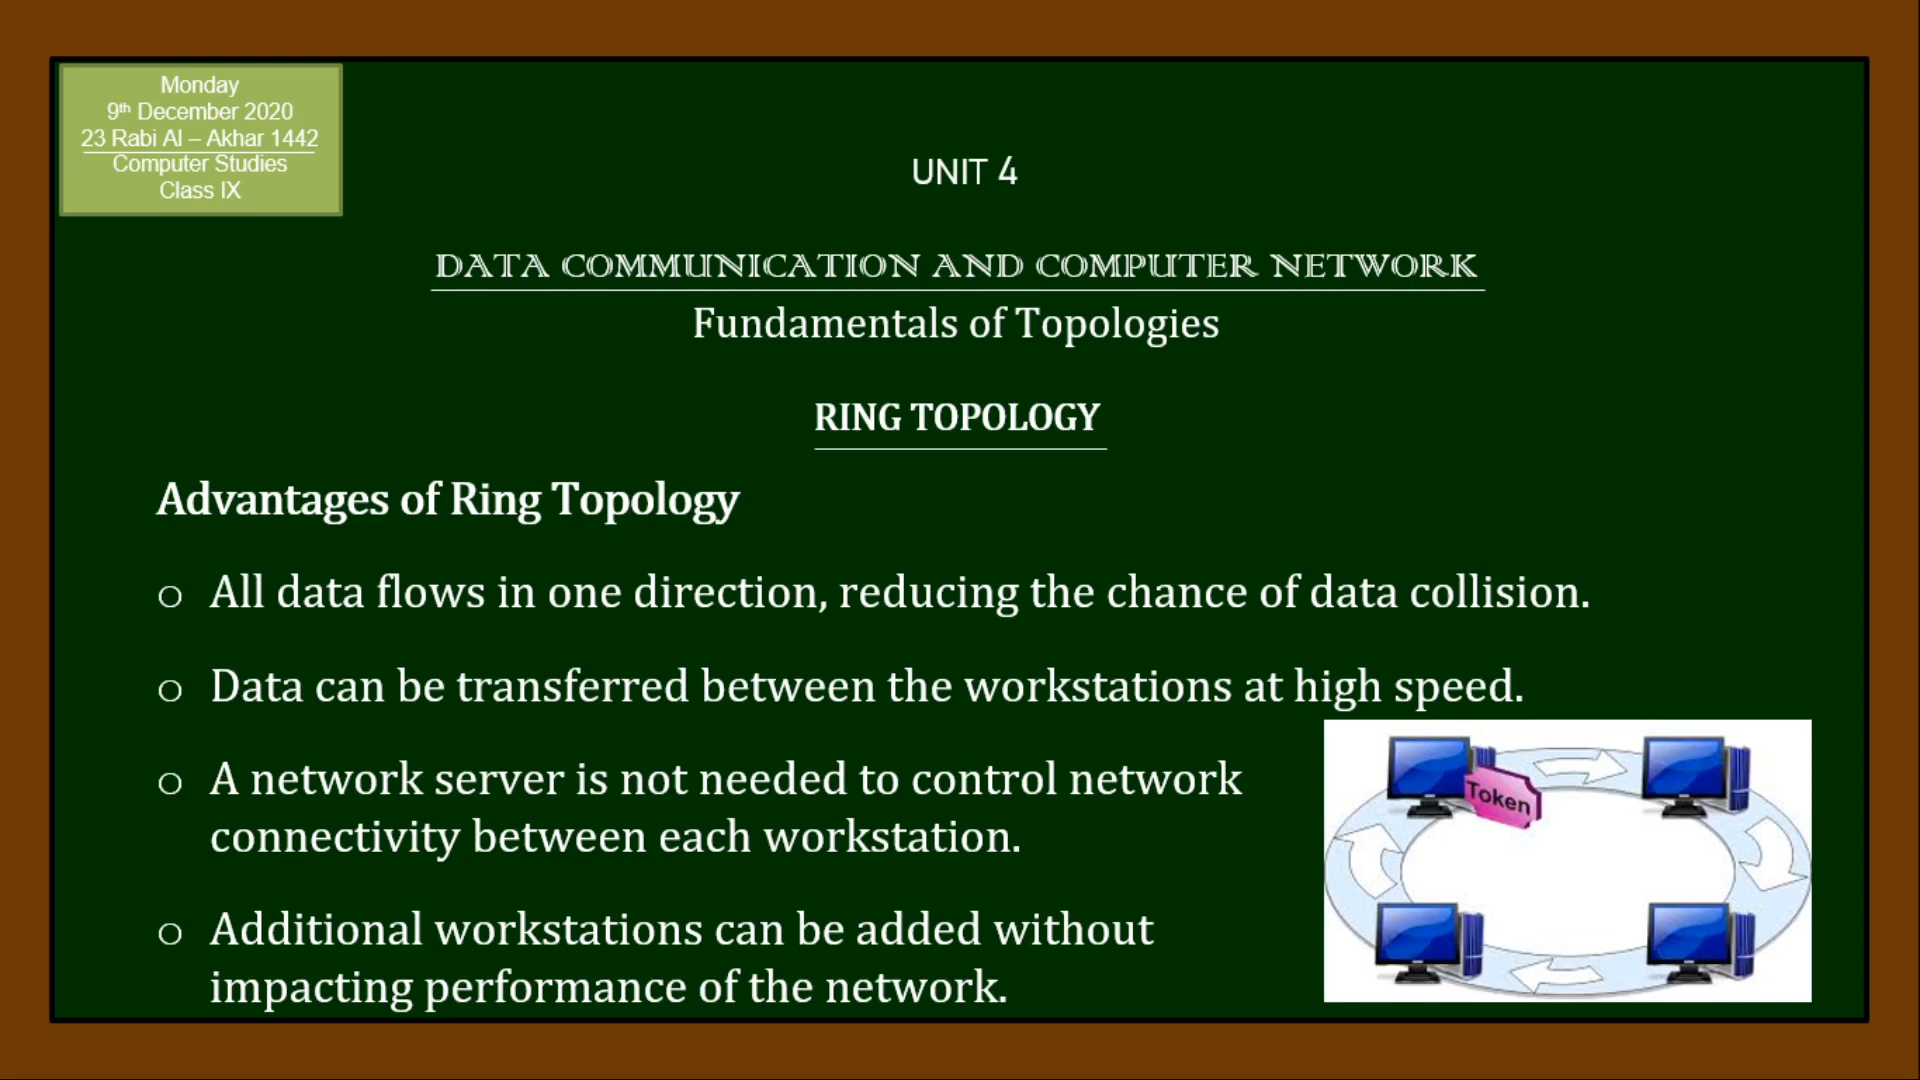 Monday
9th December 2020
23 Rabi Al – Akhar 1442
Computer Studies
Class IX
UNIT 4
DATA COMMUNICATION AND COMPUTER NETWORK
Fundamentals of Topologies
RING TOPOLOGY
Advantages of Ring Topology
o All data flows in one direction, reducing the chance of data collision.
o Data can be transferred between the workstations at high speed.
o A network server is not needed to control network
connectivity between each workstation.
o Additional workstations can be added without
impacting performance of the network.
Token